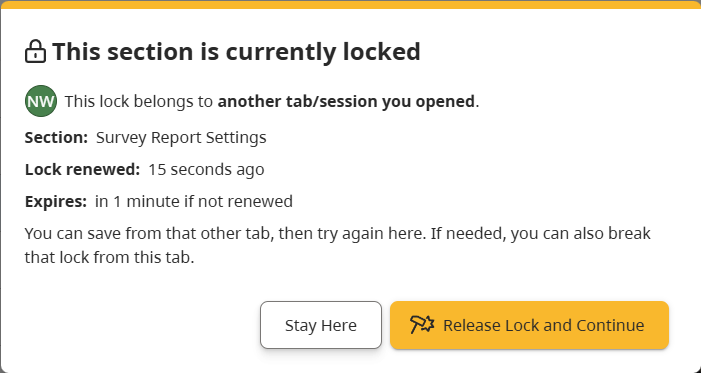 This section is currently locked
NW This lock belongs to another tab/session you opened.
Section: Survey Report Settings
Lock renewed: 15 seconds ago
Expires: in 1 minute if not renewed
You can save from that other tab, then try again here. If needed, you can also break
that lock from this tab.
Stay Here
Release Lock and Continue